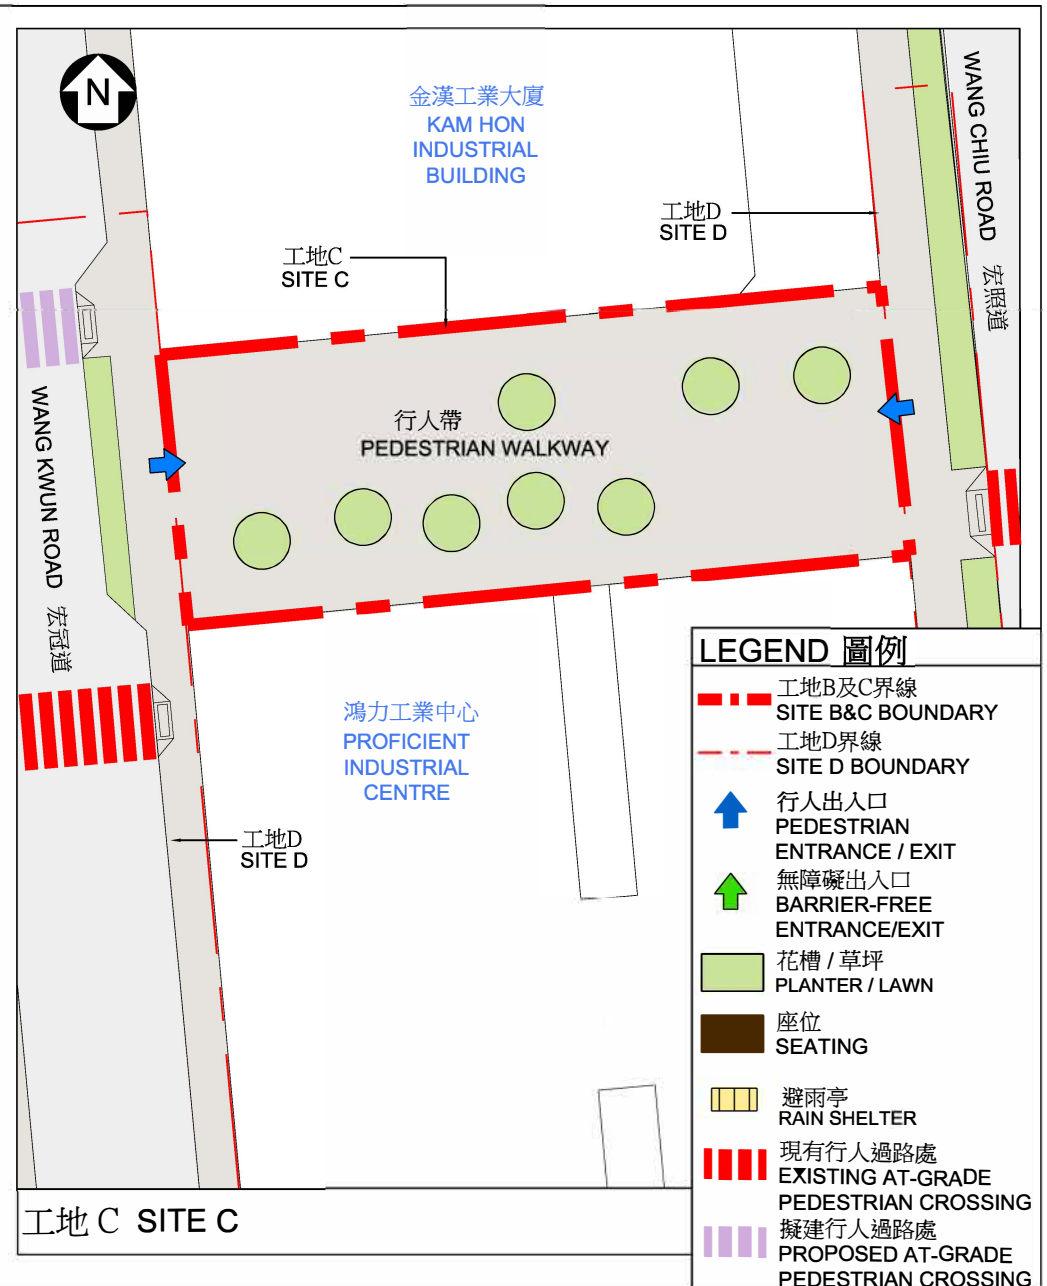 N
金漢工業大廈
KAM HON
INDUSTRIAL
BUILDING
WANG CHIU ROAD 宏照道
工地D
SITE D
工地C
SITE C
行人帶
PEDESTRIAN WALKWAY
WANG KWUN ROAD 宏冠道
鴻力工業中心
PROFICIENT
INDUSTRIAL
CENTRE
工地D
SITE D
LEGEND 圖例
工地B及C界線
SITE B&C BOUNDARY
工地D界線
SITE D BOUNDARY
行人出入口
PEDESTRIAN
ENTRANCE / EXIT
無障礙出入口
BARRIER-FREE
ENTRANCE/EXIT
花槽 / 草坪
PLANTER / LAWN
座位
SEATING
避雨亭
RAIN SHELTER
現有行人過路處
EXISTING AT-GRADE
PEDESTRIAN CROSSING
擬建行人過路處
PROPOSED AT-GRADE
PEDESTRIAN CROSSING
工地 C SITE C